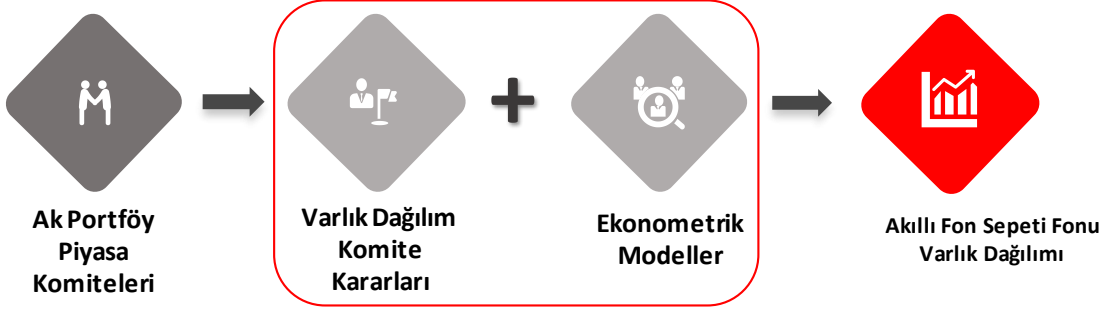 Ak Portföy
Piyasa
Komiteleri
Varlık Dağılım
Komite
Kararları
Ekonometrik
Modeller
Akıllı Fon Sepeti Fonu
Varlık Dağılımı